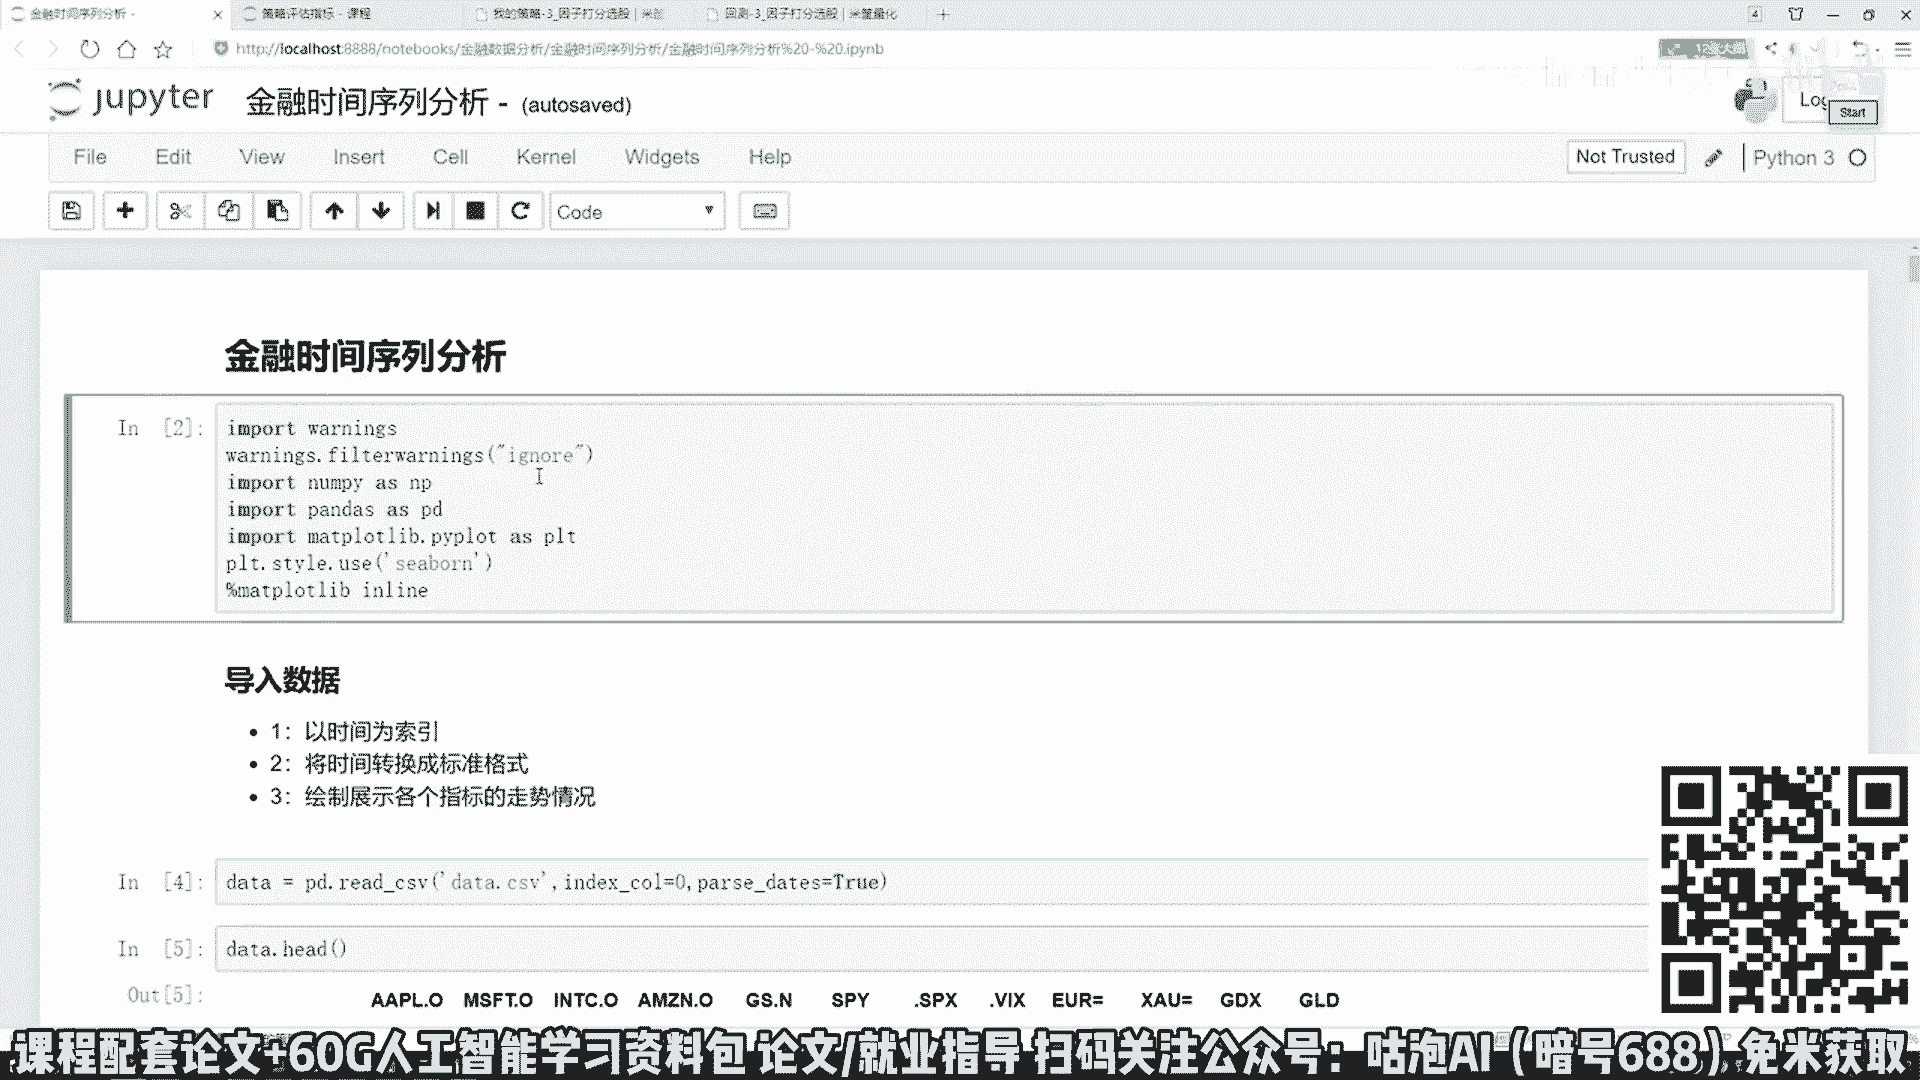 金融时间序列分析 -
策略评估指标 - 课程
我的策略-3_因子打分选股 | 米筐
回测-3_因子打分选股 | 米筐量化
4
http://localhost:8888/notebooks/金融数据分析/金融时间序列分析/金融时间序列分析%20-%20.ipynb
jupyter 金融时间序列分析 - (autosaved)
Start
File Edit View Insert Cell Kernel Widgets Help
Not Trusted
Python 3
Code
金融时间序列分析
In [2]:
import warnings
warnings.filterwarnings("ignore")
import numpy as np
import pandas as pd
import matplotlib.pyplot as plt
plt.style.use('seaborn')
%matplotlib inline
导入数据
1：以时间为索引
2：将时间转换成标准格式
3：绘制展示各个指标的走势情况
In [4]: data = pd.read_csv('data.csv',index_col=0,parse_dates=True)
In [5]: data.head()
Out[5]:
AAPL.O MSFT.O INTC.O AMZN.O GS.N SPY .SPX .VIX EUR= XAU= GDX GLD
课程配套论文+60G人工智能学习资料包 论文/就业指导 扫码关注公众号：咕泡AI（暗号688）免米获取